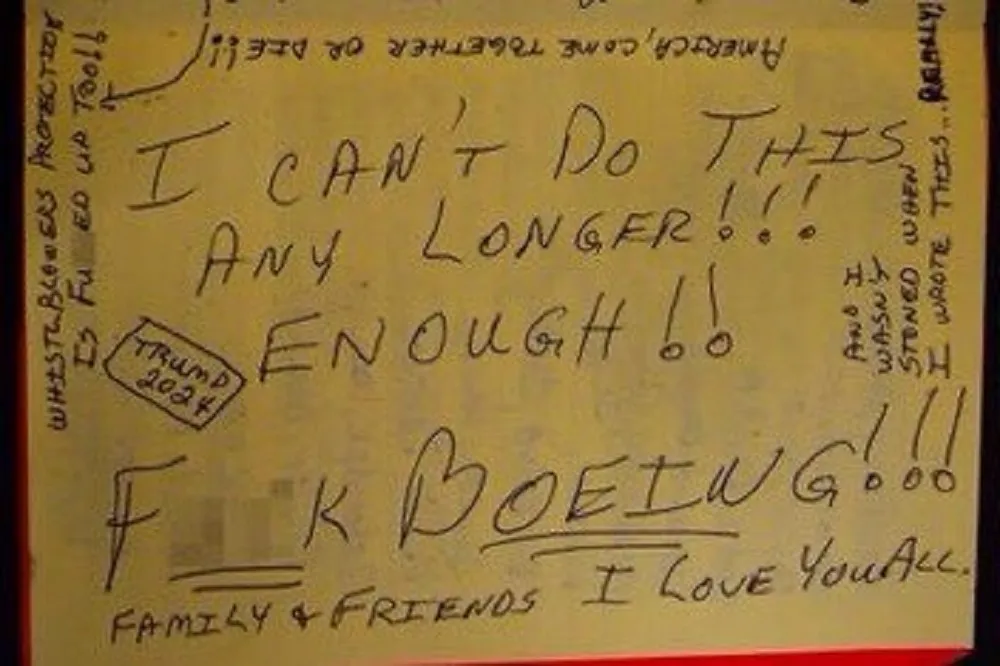 AMERICA, COME TOGETHER OR DIE!!!
I CAN'T DO THIS
ANY LONGER!!!
ENOUGH!!
TRUMP
2024
F K BOEING!!!
FAMILY & FRIENDS I LOVE YOU ALL.
WHISTLBLOWERS PROTECTION
IS FU ED UP TOO!!
AND I
WASN'T
STONED WHEN
I WROTE THIS... REALLY!